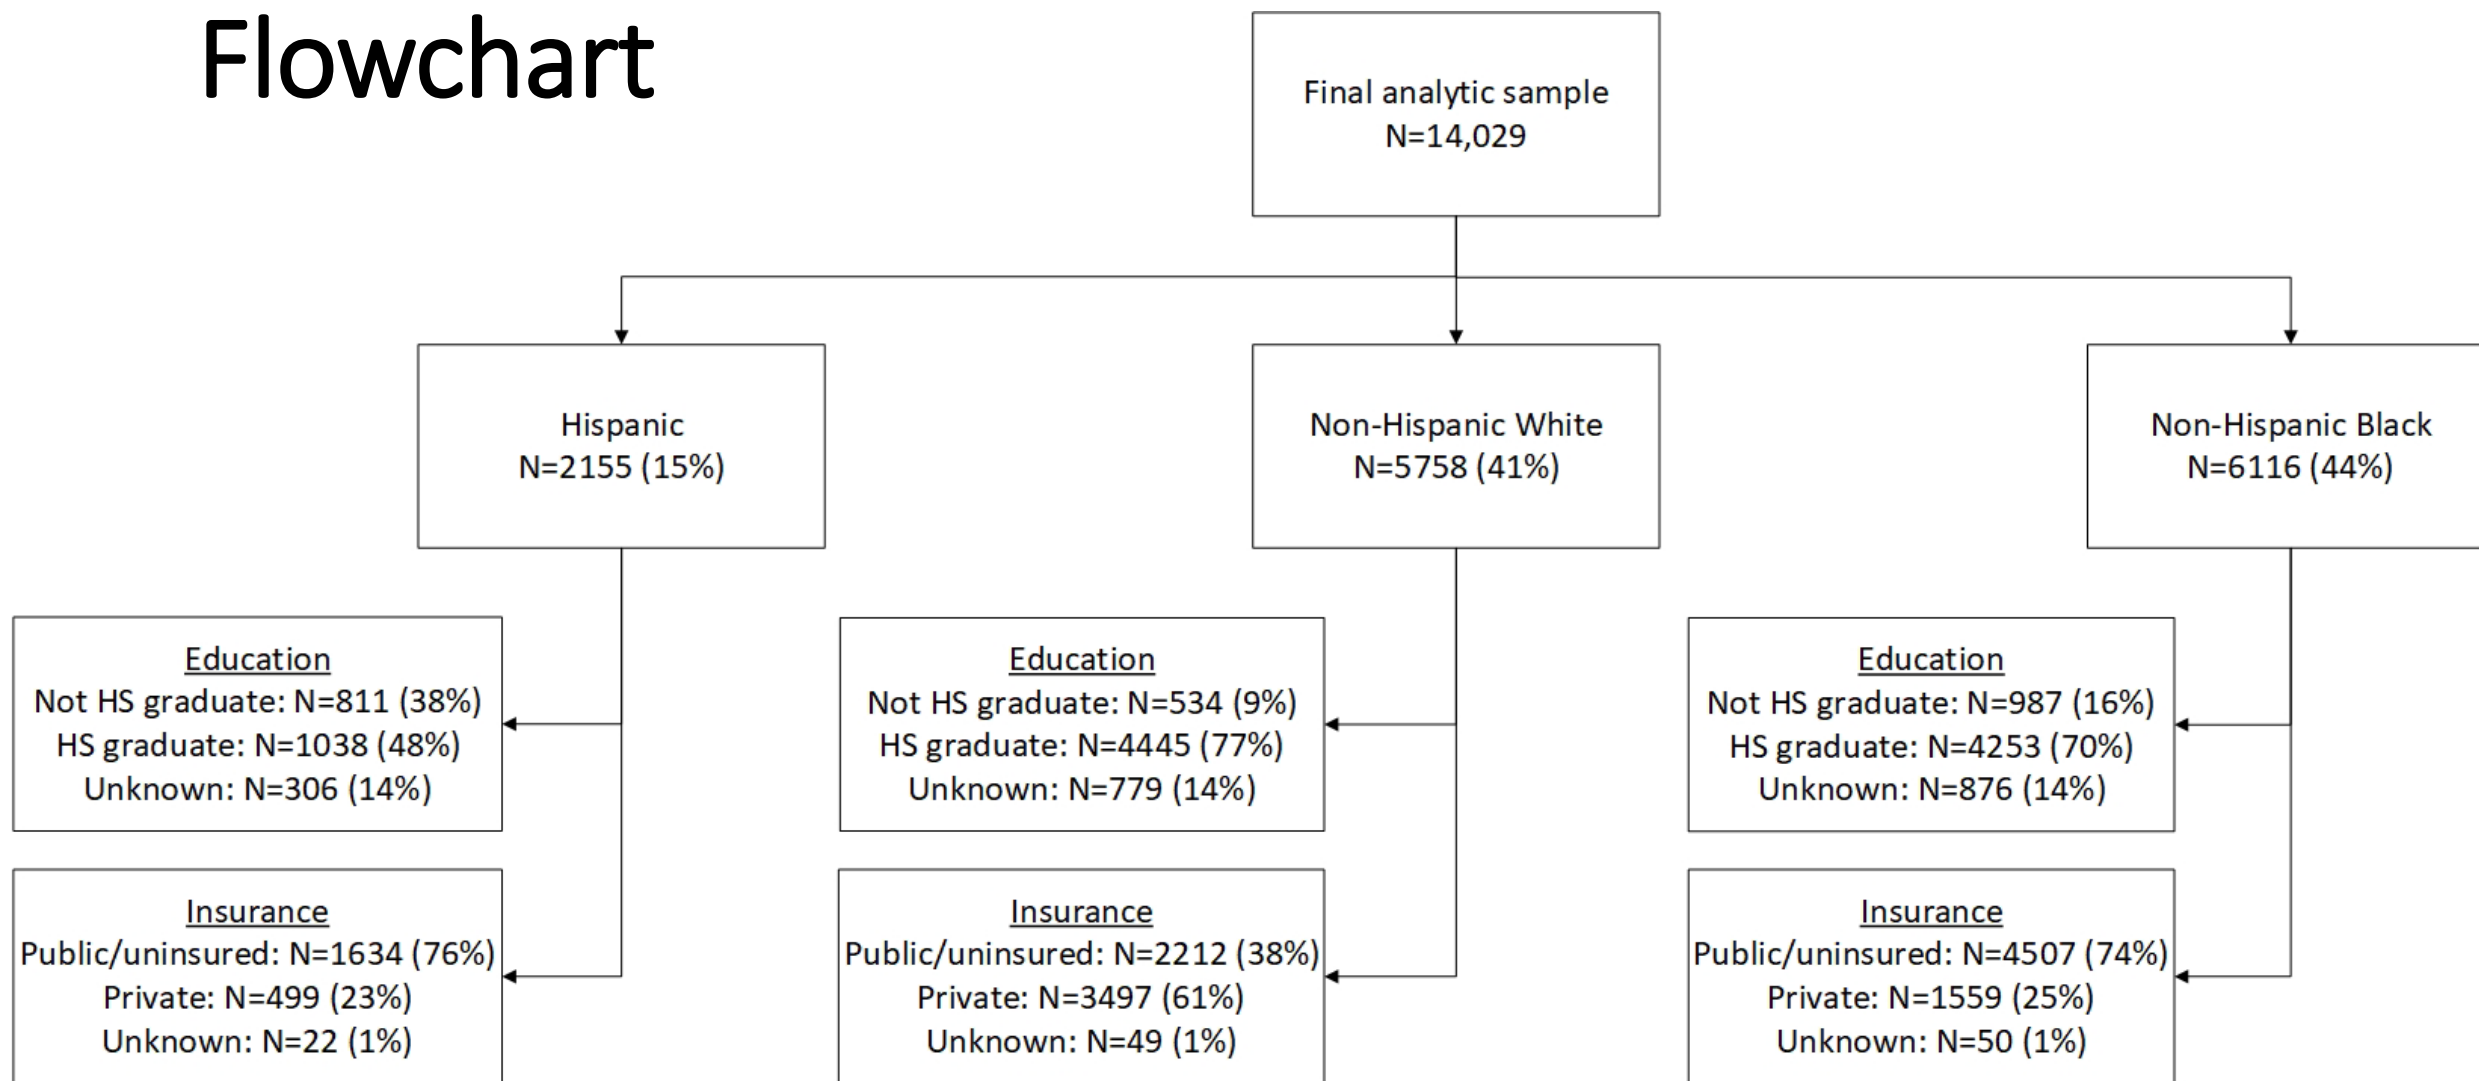 Flowchart
Final analytic sample
N=14,029
Hispanic
N=2155 (15%)
Non-Hispanic White
N=5758 (41%)
Non-Hispanic Black
N=6116 (44%)
Education
Not HS graduate: N=811 (38%)
HS graduate: N=1038 (48%)
Unknown: N=306 (14%)
Education
Not HS graduate: N=534 (9%)
HS graduate: N=4445 (77%)
Unknown: N=779 (14%)
Education
Not HS graduate: N=987 (16%)
HS graduate: N=4253 (70%)
Unknown: N=876 (14%)
Insurance
Public/uninsured: N=1634 (76%)
Private: N=499 (23%)
Unknown: N=22 (1%)
Insurance
Public/uninsured: N=2212 (38%)
Private: N=3497 (61%)
Unknown: N=49 (1%)
Insurance
Public/uninsured: N=4507 (74%)
Private: N=1559 (25%)
Unknown: N=50 (1%)